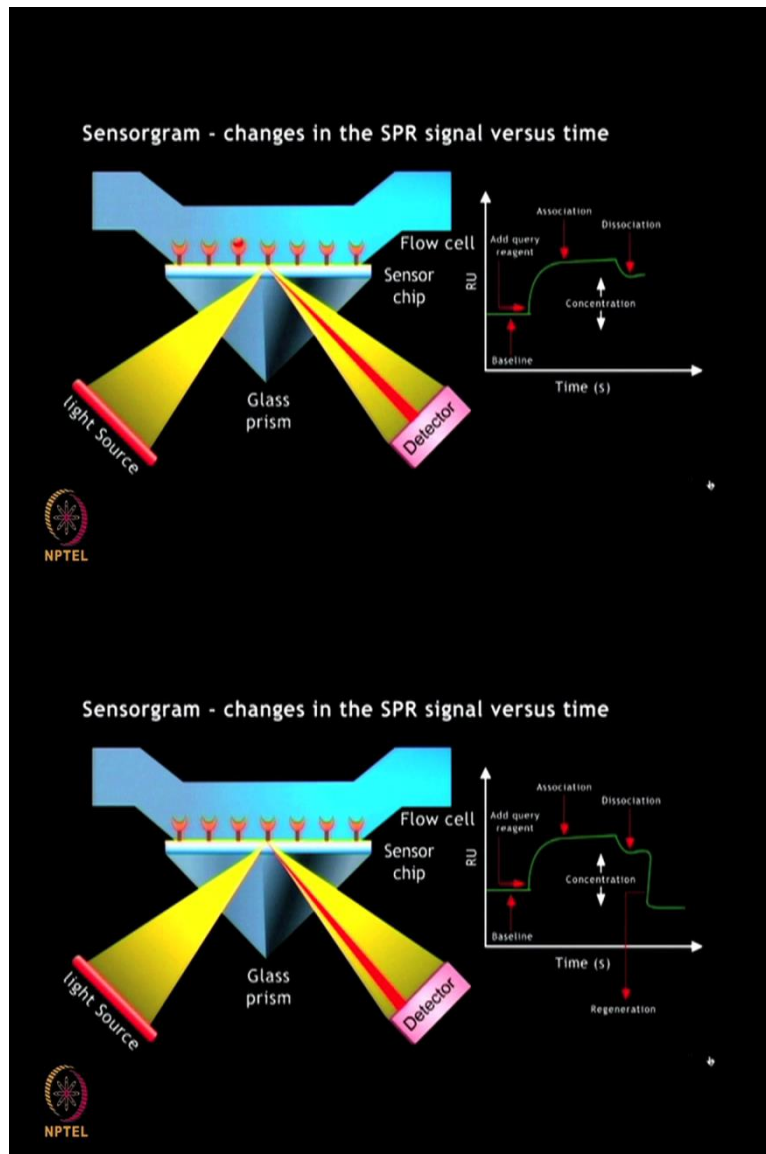 Sensorgram - changes in the SPR signal versus time
Flow cell
Sensor
chip
Glass
prism
light Source
Detector
RU
Add query
reagent
Association
Dissociation
Concentration
Baseline
Time (s)
NPTEL
Sensorgram - changes in the SPR signal versus time
Flow cell
Sensor
chip
Glass
prism
light Source
Detector
RU
Add query
reagent
Association
Dissociation
Concentration
Baseline
Time (s)
Regeneration
NPTEL